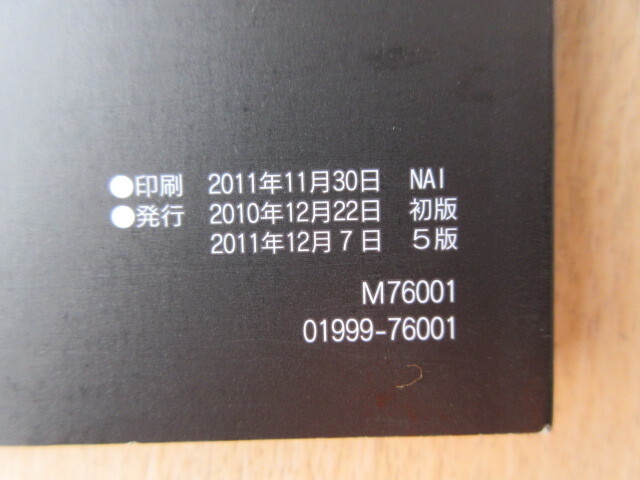 ●印刷 2011年11月30日 NAI
●発行 2010年12月22日 初版
2011年12月 7日 5版
M76001
01999-76001